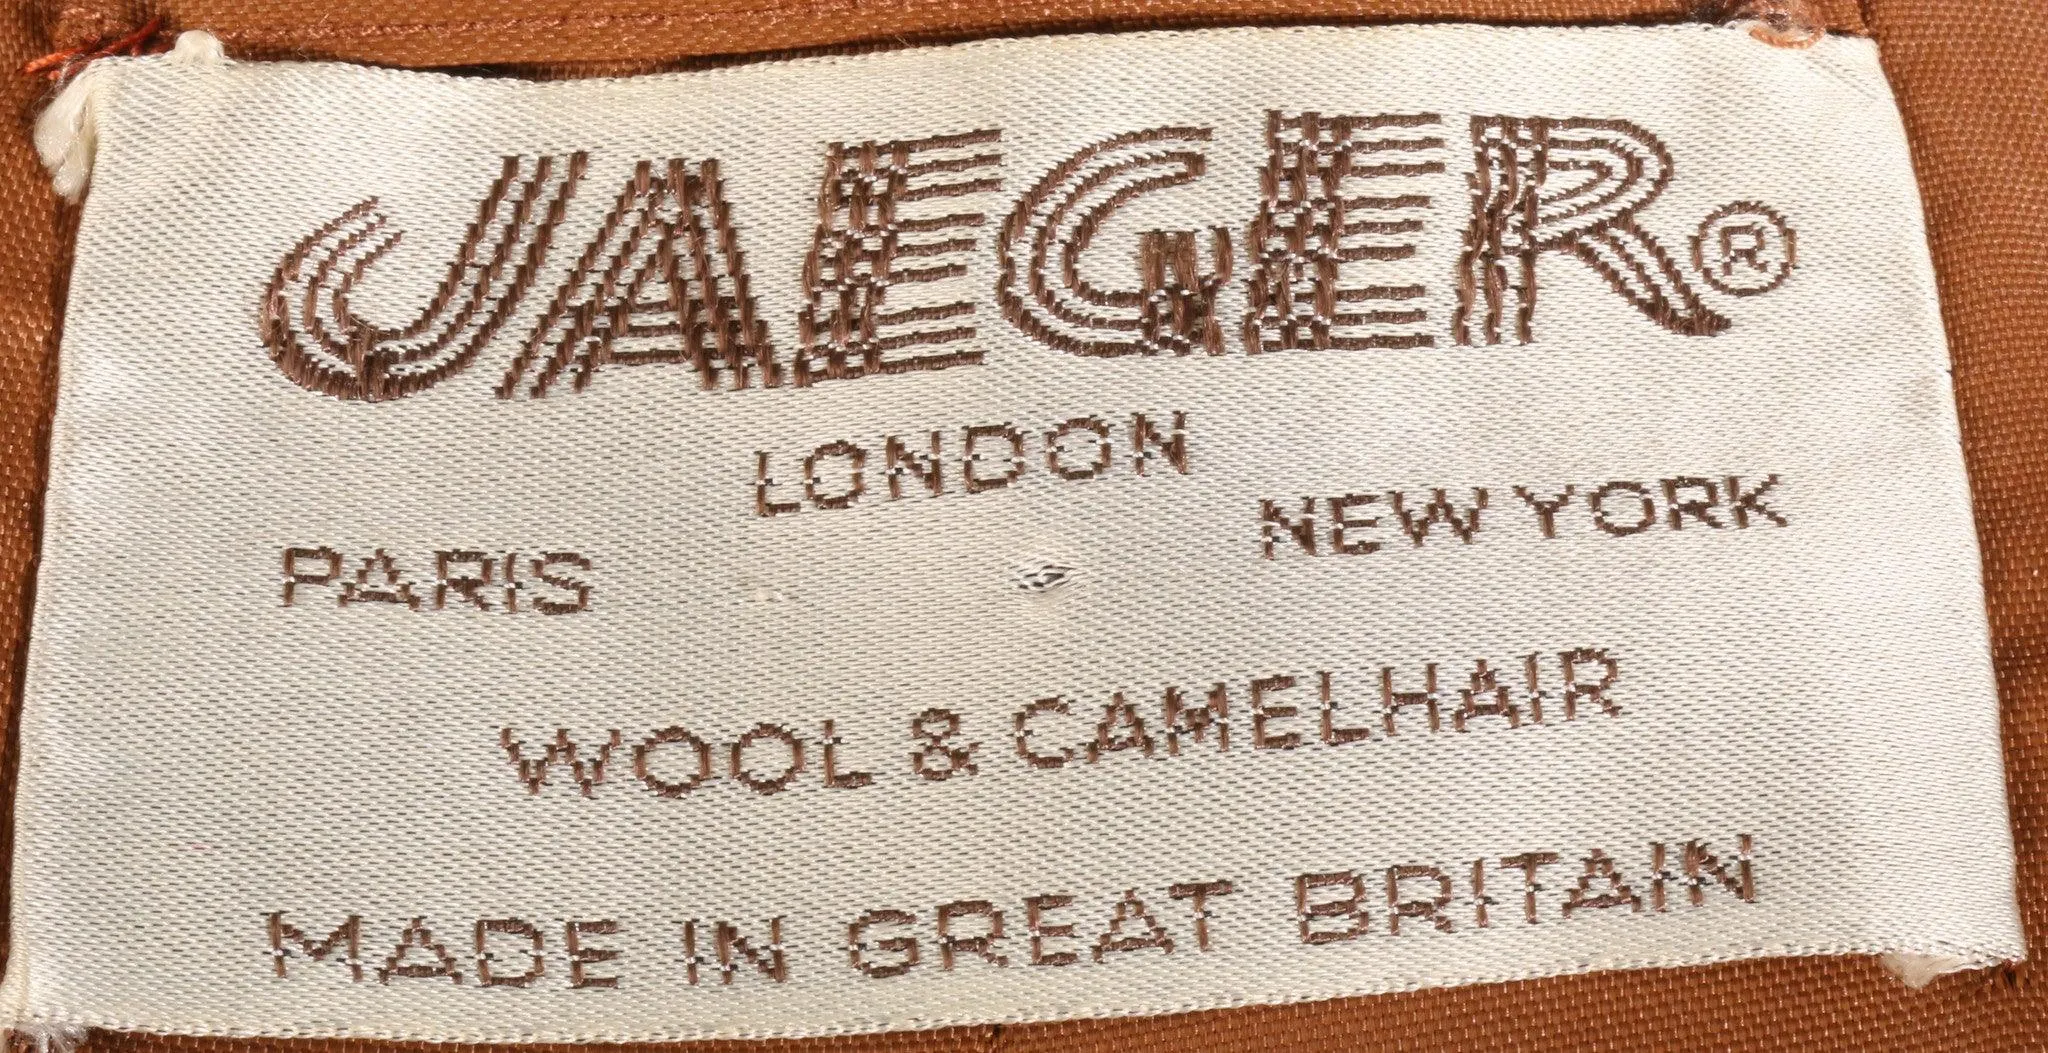 JAEGER®
LONDON
PARIS NEW YORK
WOOL & CAMELHAIR
MADE IN GREAT BRITAIN